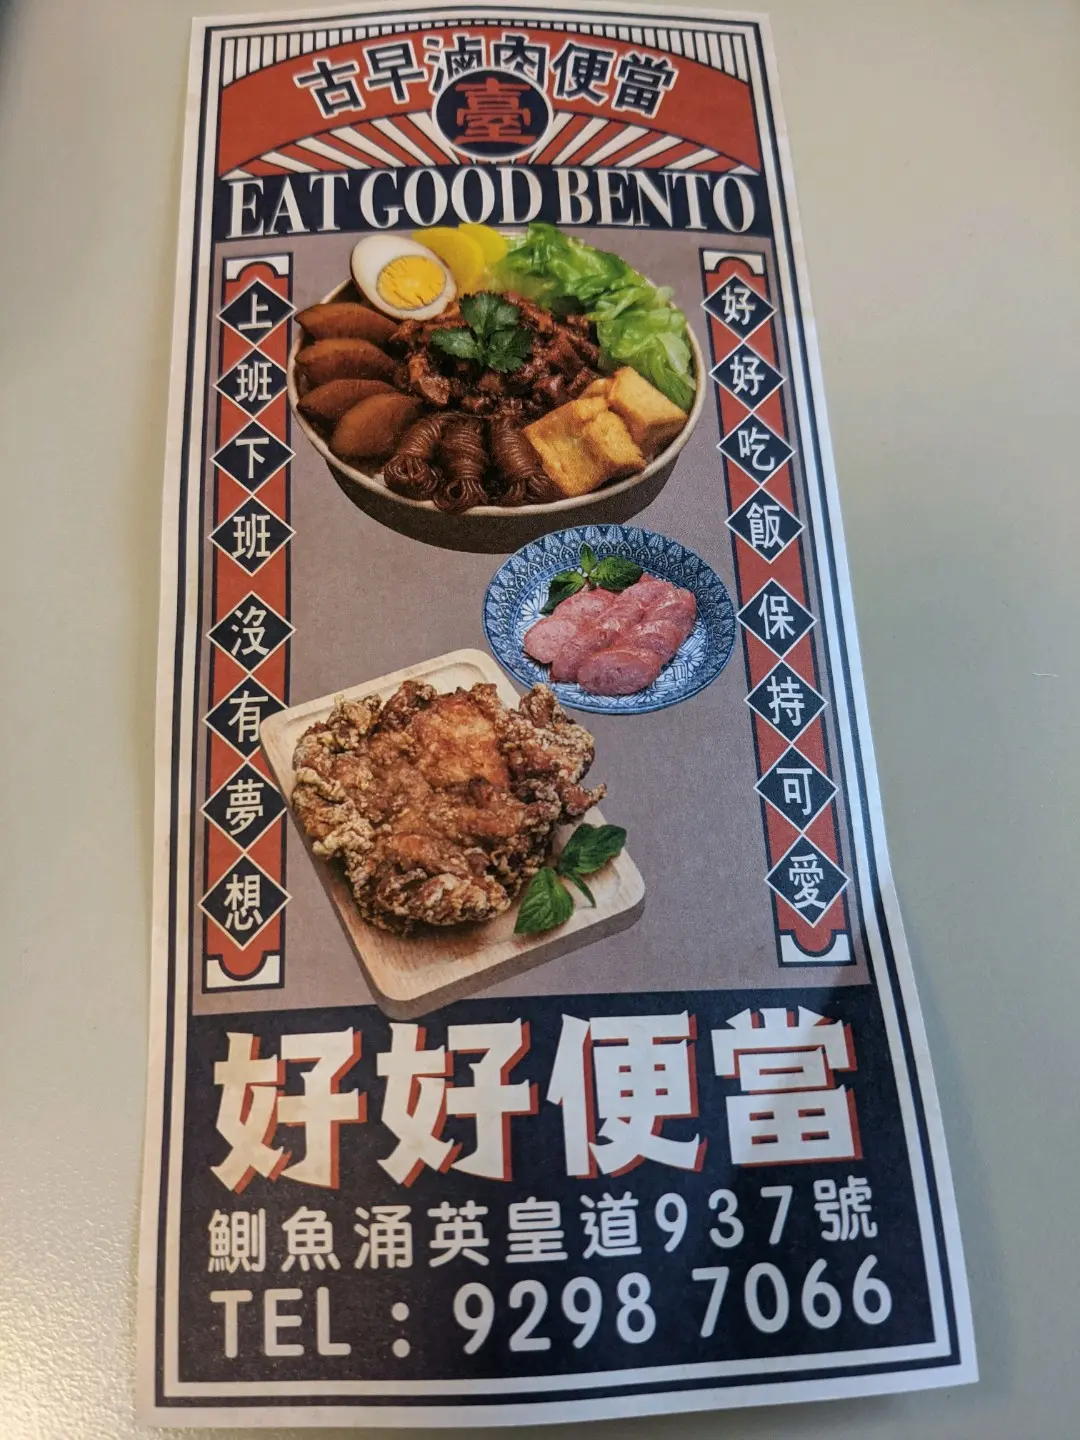 古早滷肉便當
臺
EAT GOOD BENTO
上班下班 沒有夢想
好好吃飯 保持可愛
好好便當
鰂魚涌英皇道937號
TEL : 9298 7066